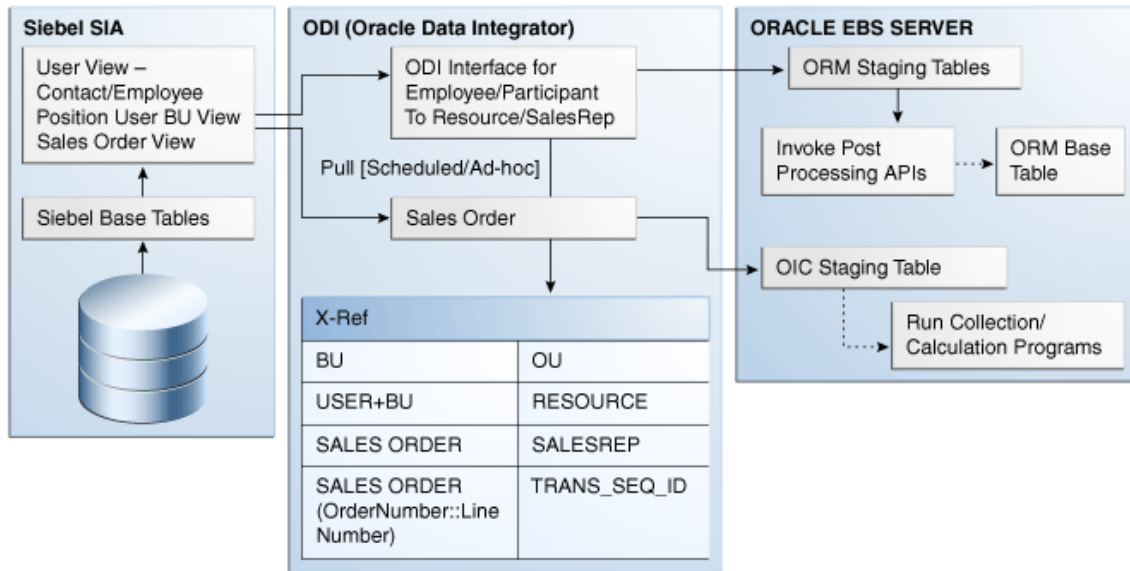 Siebel SIA
User View –
Contact/Employee
Position User BU View
Sales Order View
Siebel Base Tables
ODI (Oracle Data Integrator)
ODI Interface for
Employee/Participant
To Resource/SalesRep
Pull [Scheduled/Ad-hoc]
Sales Order
X-Ref
BU
OU
USER+BU
RESOURCE
SALES ORDER
SALESREP
SALES ORDER
(OrderNumber::Line
Number)
TRANS_SEQ_ID
ORACLE EBS SERVER
ORM Staging Tables
Invoke Post
Processing APIs
ORM Base
Table
OIC Staging Table
Run Collection/
Calculation Programs